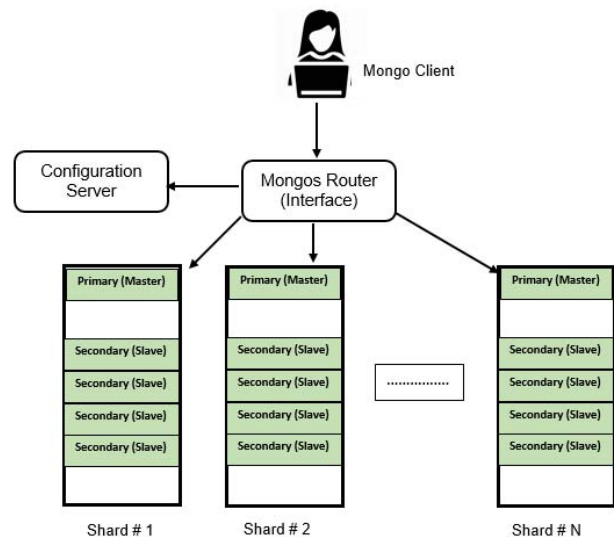 Mongo Client
Configuration
Server
Mongos Router
(Interface)
Primary (Master)
Secondary (Slave)
Secondary (Slave)
Secondary (Slave)
Secondary (Slave)
Shard # 1
Primary (Master)
Secondary (Slave)
Secondary (Slave)
Secondary (Slave)
Secondary (Slave)
Shard # 2
................
Primary (Master)
Secondary (Slave)
Secondary (Slave)
Secondary (Slave)
Secondary (Slave)
Shard # N